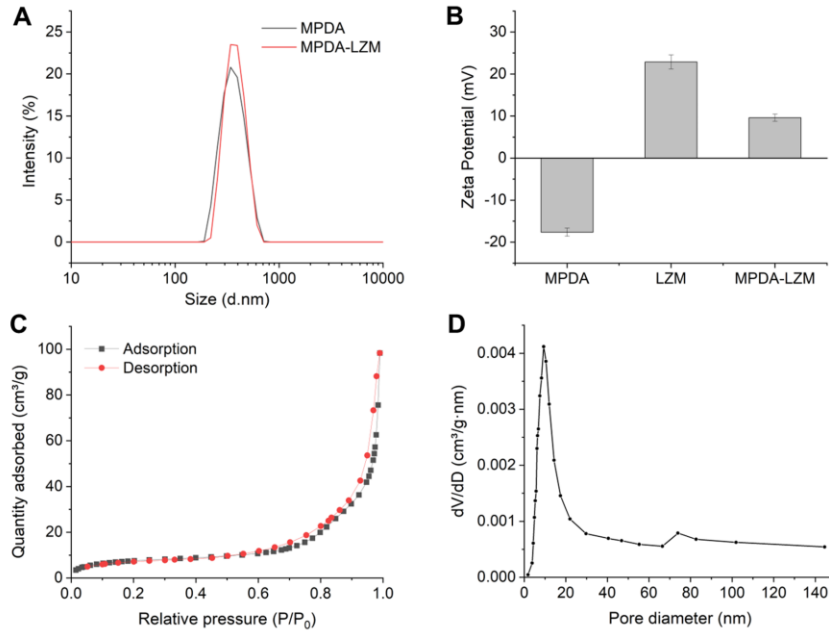 A
MPDA
MPDA-LZM
25
20
15
10
5
0
Intensity (%)
10 100 1000 10000
Size (d.nm)
B
30
20
10
0
-10
-20
Zeta Potential (mV)
MPDA LZM MPDA-LZM
C
Adsorption
Desorption
100
80
60
40
20
0
Quantity adsorbed (cm³/g)
0.0 0.2 0.4 0.6 0.8 1.0
Relative pressure (P/P₀)
D
0.004
0.003
0.002
0.001
0.000
dV/dD (cm³/g·nm)
0 20 40 60 80 100 120 140
Pore diameter (nm)